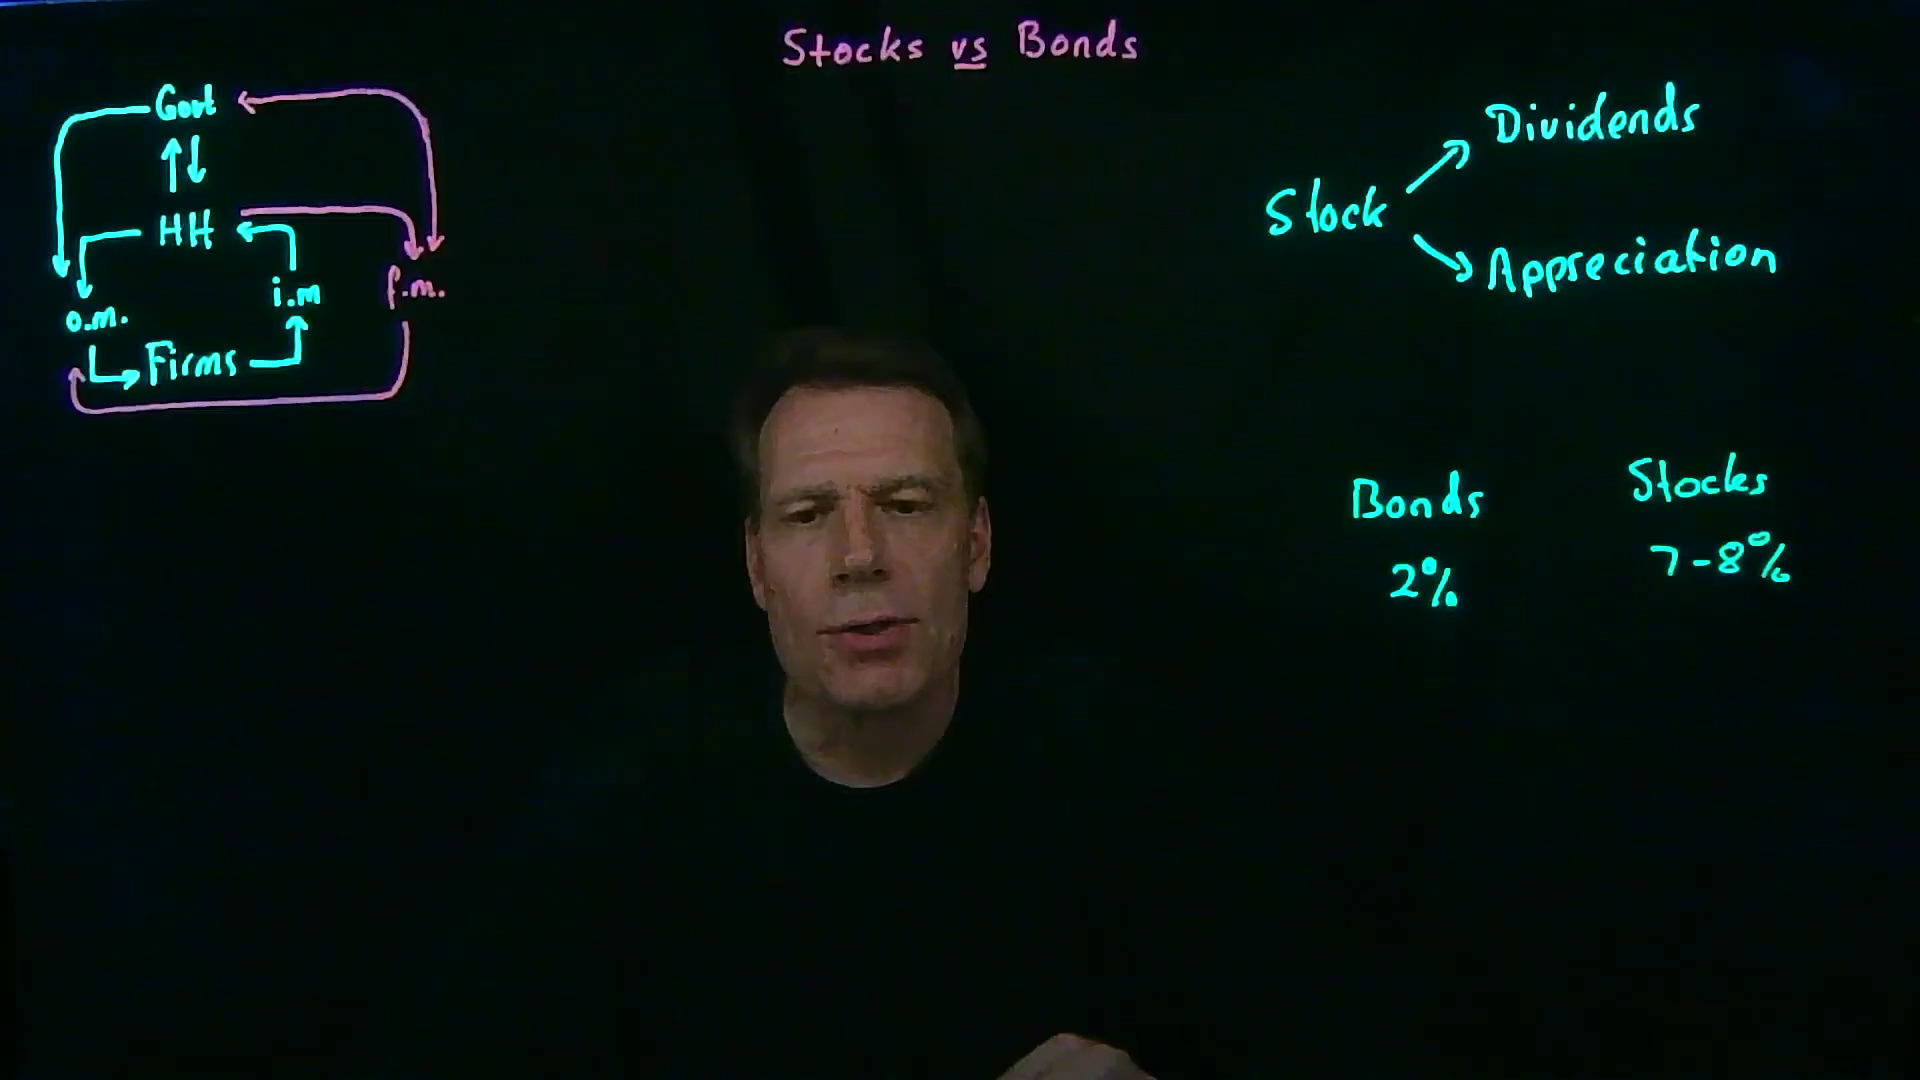 Stocks vs Bonds
Govt
HH
o.m.
i.m
f.m.
Firms
Stock
Dividends
Appreciation
Bonds
Stocks
2%
7-8%